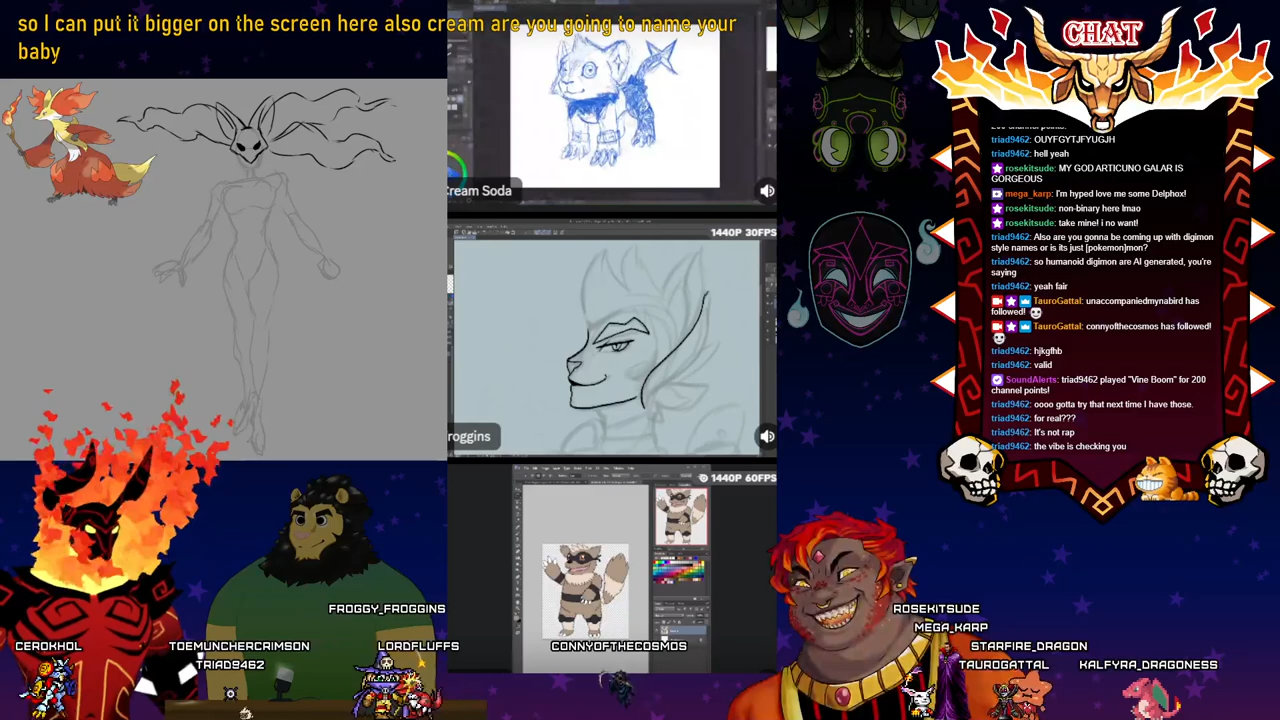 so I can put it bigger on the screen here also cream are you going to name your
baby
Cream Soda
1440P 30FPS
roggins
1440P 60FPS
CHAT
triad9462: OUYFGYTJFYUGJH
triad9462: hell yeah
rosekitsude: MY GOD ARTICUNO GALAR IS
GORGEOUS
mega_karp: I'm hyped love me some Delphox!
rosekitsude: non-binary here lmao
rosekitsude: take mine! i no want!
triad9462: Also are you gonna be coming up with digimon
style names or is its just [pokemon]mon?
triad9462: so humanoid digimon are AI generated, you're
saying
triad9462: yeah fair
TauroGattal: unaccompaniedmynabird has
followed!
TauroGattal: connyofthecosmos has followed!
triad9462: hjkgfhb
triad9462: valid
SoundAlerts: triad9462 played "Vine Boom" for 200
channel points!
triad9462: oooo gotta try that next time I have those.
triad9462: for real???
triad9462: It's not rap
triad9462: the vibe is checking you
FROGGY_FROGGINS
CEROKHOL
TOEMUNCHERCRIMSON
TRIAD9462
LORDFLUFFS
CONNYOFTHECOSMOS
ROSEKITSUDE
MEGA_KARP
STARFIRE_DRAGON
TAUROGATTAL
KALFYRA_DRAGONESS